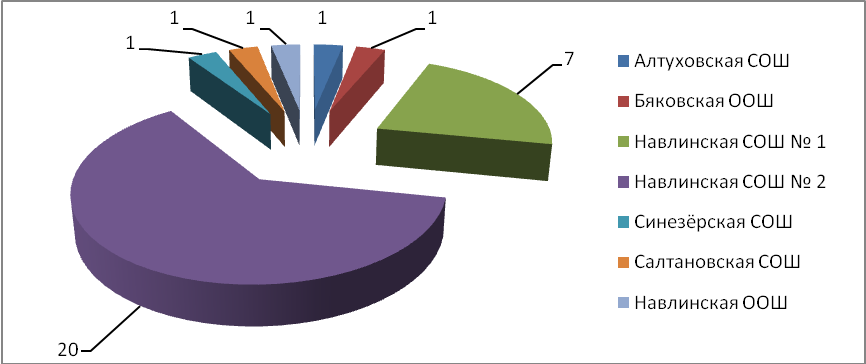 1
1
1
1
1
7
20
Алтуховская СОШ
Бяковская ООШ
Навлинская СОШ № 1
Навлинская СОШ № 2
Синезёрская СОШ
Салтановская СОШ
Навлинская ООШ